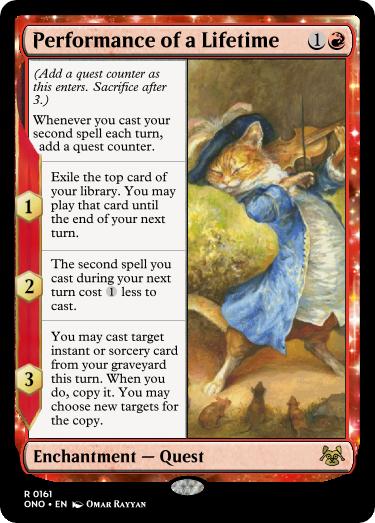 Performance of a Lifetime 1
(Add a quest counter as
this enters. Sacrifice after
3.)
Whenever you cast your
second spell each turn,
add a quest counter.
1
Exile the top card of
your library. You may
play that card until
the end of your next
turn.
2
The second spell you
cast during your next
turn cost 1 less to
cast.
3
You may cast target
instant or sorcery card
from your graveyard
this turn. When you
do, copy it. You may
choose new targets for
the copy.
Enchantment — Quest
R 0161
ONO • EN Omar Rayyan